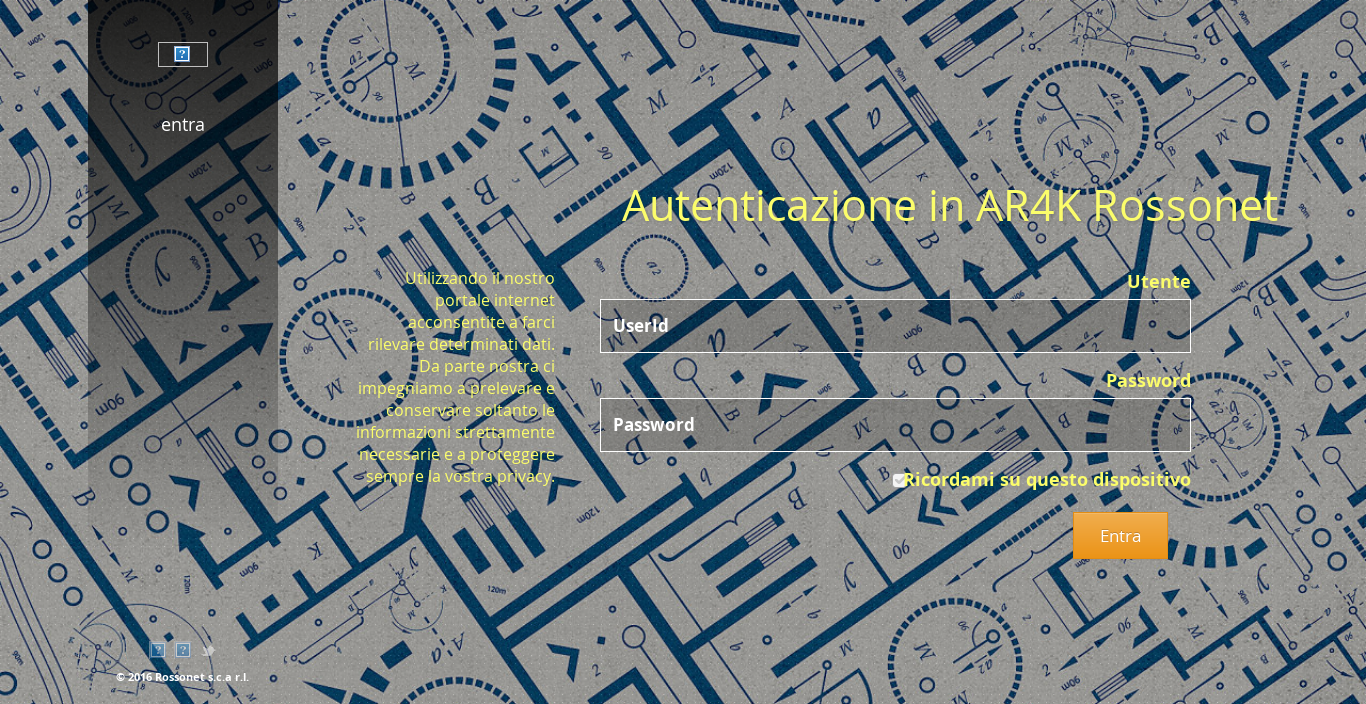 entra
Autenticazione in AR4K Rossonet
Utilizzando il nostro
portale internet
acconsentite a farci
rilevare determinati dati.
Da parte nostra ci
impegniamo a prelevare e
conservare soltanto le
informazioni strettamente
necessarie e a proteggere
sempre la vostra privacy.
Utente
UserId
Password
Password
Ricordami su questo dispositivo
Entra
© 2016 Rossonet s.c.a r.l.